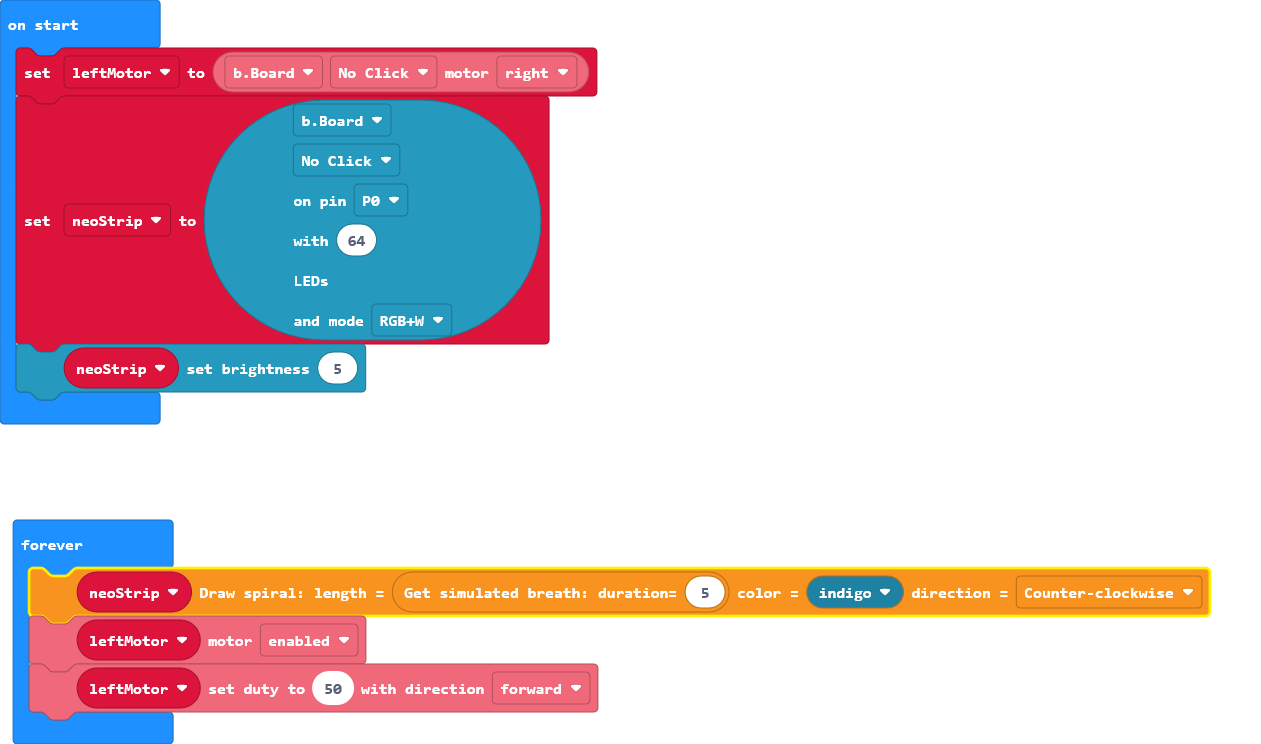 on start
set leftMotor to b.Board No Click motor right
b.Board
No Click
on pin P0
set neoStrip to
with 64
LEDs
and mode RGB+W
neoStrip set brightness 5
forever
neoStrip Draw spiral: length = Get simulated breath: duration= 5 color = indigo direction = Counter-clockwise
leftMotor motor enabled
leftMotor set duty to 50 with direction forward